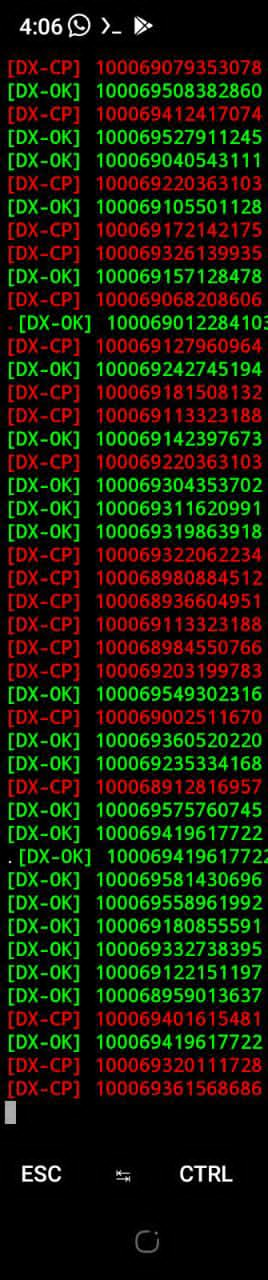 4:06
[DX-CP] 100069079353078
[DX-OK] 100069508382860
[DX-CP] 100069412417074
[DX-OK] 100069527911245
[DX-OK] 100069040543111
[DX-CP] 100069220363103
[DX-OK] 100069105501128
[DX-CP] 100069172142175
[DX-CP] 100069326139935
[DX-OK] 100069157128478
[DX-CP] 100069068208606
. [DX-OK] 100069012284103
[DX-CP] 100069127960964
[DX-OK] 100069242745194
[DX-CP] 100069181508132
[DX-CP] 100069113323188
[DX-OK] 100069142397673
[DX-CP] 100069220363103
[DX-OK] 100069304353702
[DX-OK] 100069311620991
[DX-OK] 100069319863918
[DX-CP] 100069322062234
[DX-CP] 100068980884512
[DX-CP] 100068936604951
[DX-CP] 100069113323188
[DX-CP] 100068984550766
[DX-CP] 100069203199783
[DX-OK] 100069549302316
[DX-CP] 100069002511670
[DX-OK] 100069360520220
[DX-OK] 100069235334168
[DX-CP] 100068912816957
[DX-OK] 100069575760745
[DX-OK] 100069419617722
. [DX-OK] 100069419617722
[DX-OK] 100069581430696
[DX-OK] 100069558961992
[DX-OK] 100069180855591
[DX-OK] 100069332738395
[DX-OK] 100069122151197
[DX-OK] 100068959013637
[DX-CP] 100069401615481
[DX-OK] 100069419617722
[DX-CP] 100069320111728
[DX-CP] 100069361568686
ESC CTRL